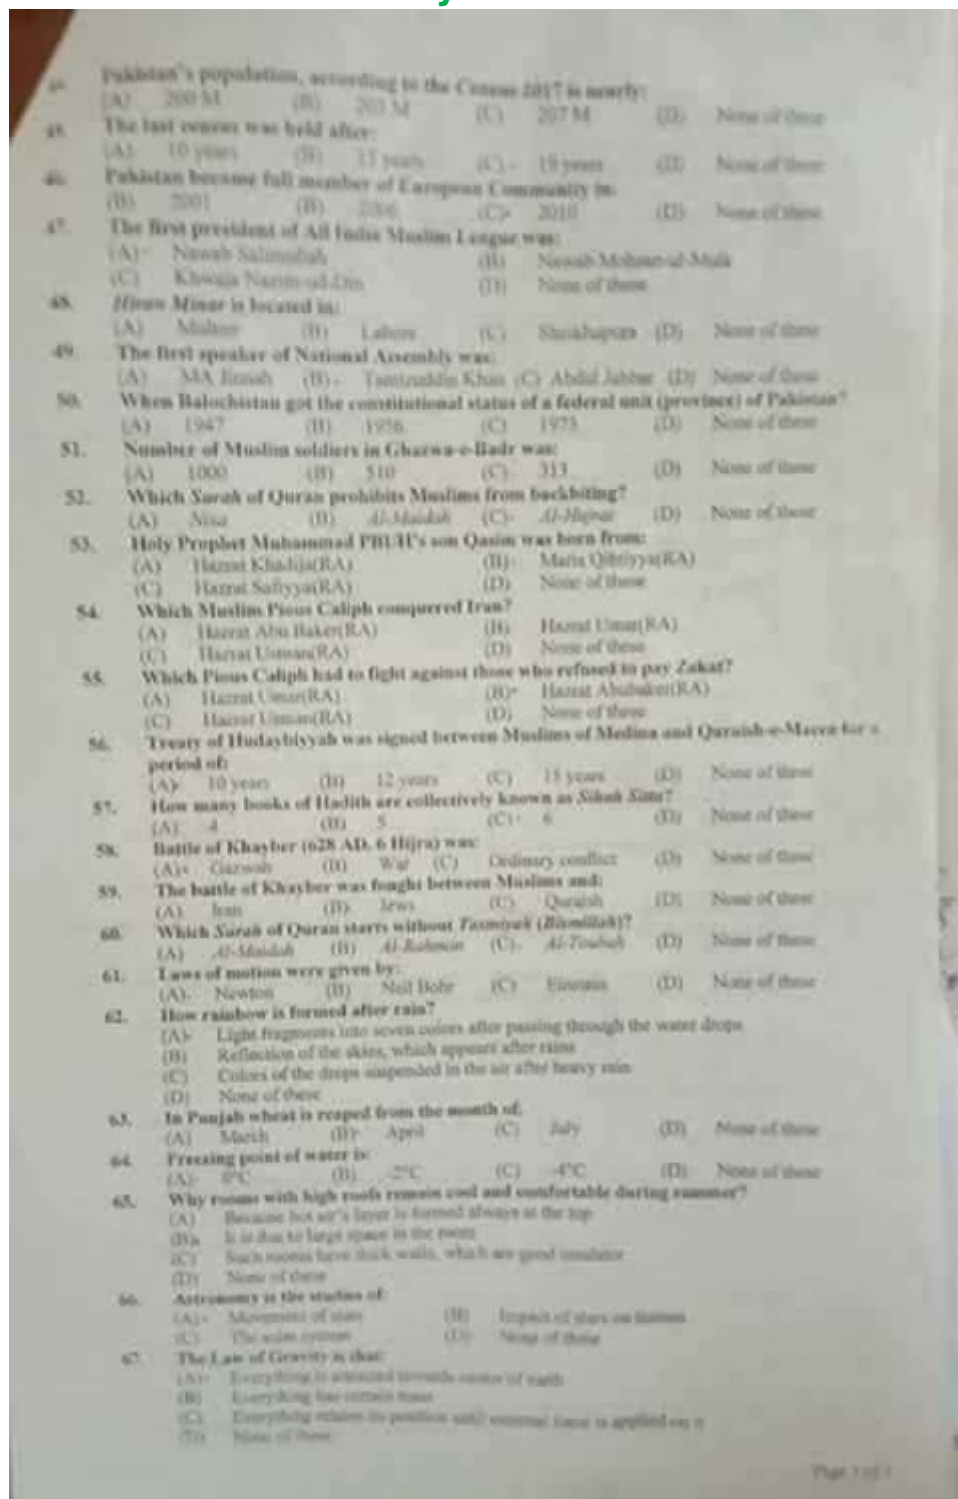 44. Pakistan's population, according to the Census 2017 is nearly:
(A) 200 M (B) 203 M (C) 207 M (D) None of these
45. The last census was held after:
(A) 10 years (B) 15 years (C) 19 years (D) None of these
46. Pakistan became full member of European Community in:
(B) 2001 (B) 2006 (C) 2010 (D) None of these
47. The first president of All India Muslim League was:
(A) Nawab Salimullah (B) Nawab Mohsan-ul-Mulk
(C) Khwaja Nazim-ud-Din (D) None of these
48. Hiran Minar is located in:
(A) Multan (B) Lahore (C) Sheikhupura (D) None of these
49. The first speaker of National Assembly was:
(A) MA Jinnah (B) Tamizuddin Khan (C) Abdul Jabbar (D) None of these
50. When Balochistan got the constitutional status of a federal unit (province) of Pakistan?
(A) 1947 (B) 1956 (C) 1973 (D) None of these
51. Number of Muslim soldiers in Ghazwa-e-Badr was:
(A) 1000 (B) 510 (C) 313 (D) None of these
52. Which Surah of Quran prohibits Muslims from backbiting?
(A) Nisa (B) Al-Maidah (C) Al-Hujrat (D) None of these
53. Holy Prophet Muhammad PBUH's son Qasim was born from:
(A) Hazrat Khadija(RA) (B) Maria Qibtiyya(RA)
(C) Hazrat Safiyya(RA) (D) None of these
54. Which Muslim Pious Caliph conquered Iran?
(A) Hazrat Abu Baker(RA) (B) Hazrat Umar(RA)
(C) Hazrat Usman(RA) (D) None of these
55. Which Pious Caliph had to fight against those who refused to pay Zakat?
(A) Hazrat Umar(RA) (B) Hazrat Abubaker(RA)
(C) Hazrat Usman(RA) (D) None of these
56. Treaty of Hudaybiyyah was signed between Muslims of Medina and Quraish-e-Macca for a
period of:
(A) 10 years (B) 12 years (C) 15 years (D) None of these
57. How many books of Hadith are collectively known as Sihah Sitta?
(A) 4 (B) 5 (C) 6 (D) None of these
58. Battle of Khayber (628 AD, 6 Hijra) was:
(A) Gazwah (B) War (C) Ordinary conflict (D) None of these
59. The battle of Khayber was fought between Muslims and:
(A) Iran (B) Jews (C) Quraish (D) None of these
60. Which Surah of Quran starts without Tasmiyah (Bismillah)?
(A) Al-Maidah (B) Al-Rahman (C) Al-Taubah (D) None of these
61. Laws of motion were given by:
(A) Newton (B) Neil Bohr (C) Einstein (D) None of these
62. How rainbow is formed after rain?
(A) Light fragments into seven colors after passing through the water drops
(B) Reflection of the skies, which appears after rains
(C) Colors of the drops suspended in the air after heavy rain
(D) None of these
63. In Punjab wheat is reaped from the month of:
(A) March (B) April (C) July (D) None of these
64. Freezing point of water is:
(A) 0°C (B) -2°C (C) -4°C (D) None of these
65. Why rooms with high roofs remain cool and comfortable during summer?
(A) Because hot air's layer is formed always at the top
(B) It is due to large space in the room
(C) Such rooms have thick walls, which are good insulator
(D) None of these
66. Astronomy is the studies of:
(A) Movement of stars (B) Impact of stars on human
(C) The solar system (D) None of these
67. The Law of Gravity is that:
(A) Everything is attracted towards center of earth
(B) Everything has certain mass
(C) Everything retains its position until external force is applied on it
(D) None of these